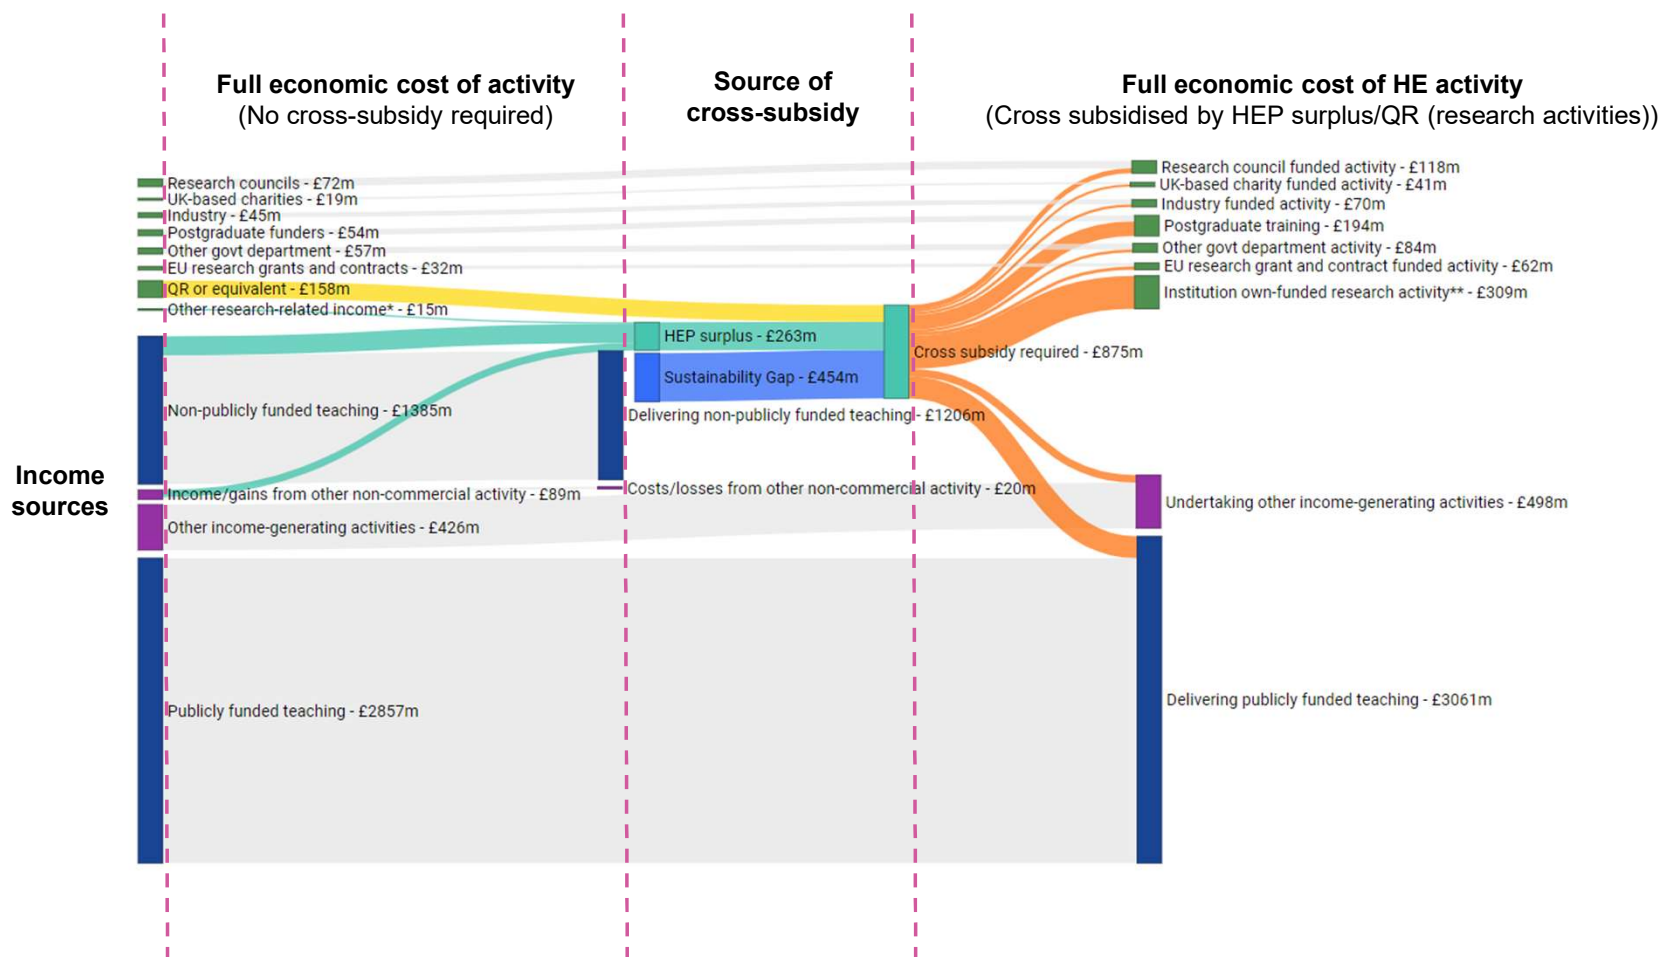 Full economic cost of activity
(No cross-subsidy required)
Source of
cross-subsidy
Full economic cost of HE activity
(Cross subsidised by HEP surplus/QR (research activities))
Income
sources
Research councils - £72m
UK-based charities - £19m
Industry - £45m
Postgraduate funders - £54m
Other govt department - £57m
EU research grants and contracts - £32m
QR or equivalent - £158m
Other research-related income* - £15m
Non-publicly funded teaching - £1385m
Income/gains from other non-commercial activity - £89m
Other income-generating activities - £426m
Publicly funded teaching - £2857m
HEP surplus - £263m
Sustainability Gap - £454m
Delivering non-publicly funded teaching - £1206m
Costs/losses from other non-commercial activity - £20m
Cross subsidy required - £875m
Research council funded activity - £118m
UK-based charity funded activity - £41m
Industry funded activity - £70m
Postgraduate training - £194m
Other govt department activity - £84m
EU research grant and contract funded activity - £62m
Institution own-funded research activity** - £309m
Undertaking other income-generating activities - £498m
Delivering publicly funded teaching - £3061m